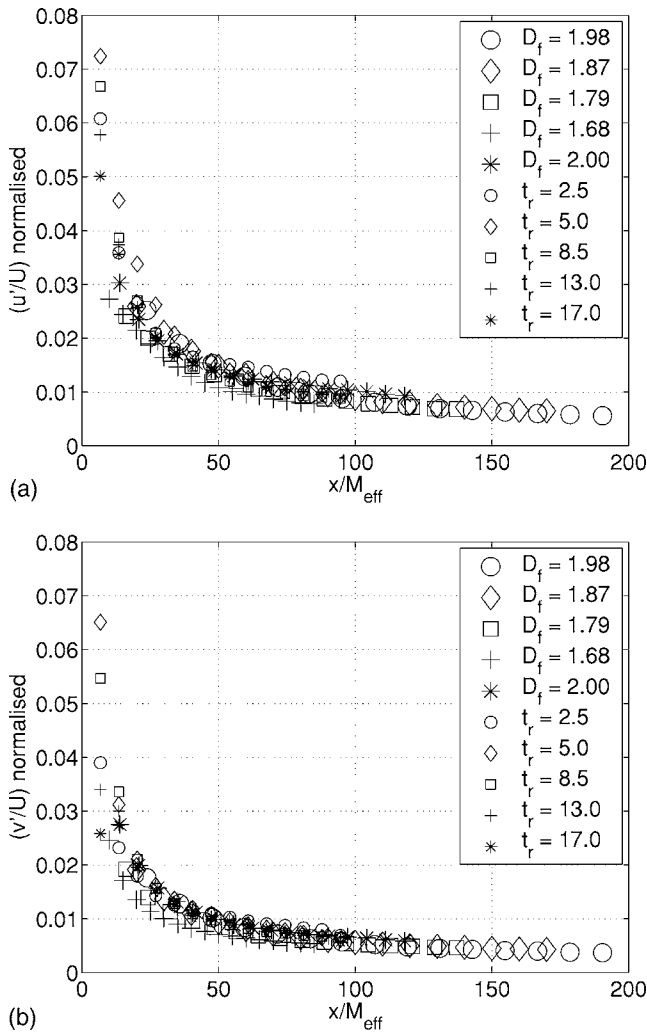 0.08
0.07
0.06
0.05
0.04
0.03
0.02
0.01
0
(u'/U) normalised
0 50 100 150 200
x/M_eff
(a)
D_f = 1.98
D_f = 1.87
D_f = 1.79
D_f = 1.68
D_f = 2.00
t_r = 2.5
t_r = 5.0
t_r = 8.5
t_r = 13.0
t_r = 17.0
0.08
0.07
0.06
0.05
0.04
0.03
0.02
0.01
0
(v'/U) normalised
0 50 100 150 200
x/M_eff
(b)
D_f = 1.98
D_f = 1.87
D_f = 1.79
D_f = 1.68
D_f = 2.00
t_r = 2.5
t_r = 5.0
t_r = 8.5
t_r = 13.0
t_r = 17.0